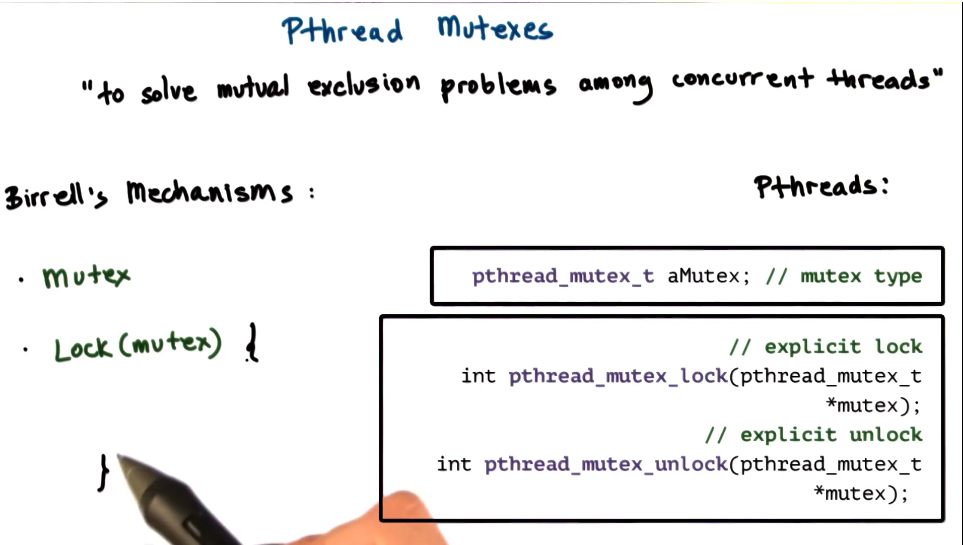 Pthread Mutexes
"to solve mutual exclusion problems among concurrent threads"
Birrell's Mechanisms:
Pthreads:
· Mutex
pthread_mutex_t aMutex; // mutex type
· Lock (mutex) {
// explicit lock
int pthread_mutex_lock(pthread_mutex_t
*mutex);
// explicit unlock
int pthread_mutex_unlock(pthread_mutex_t
*mutex);
}